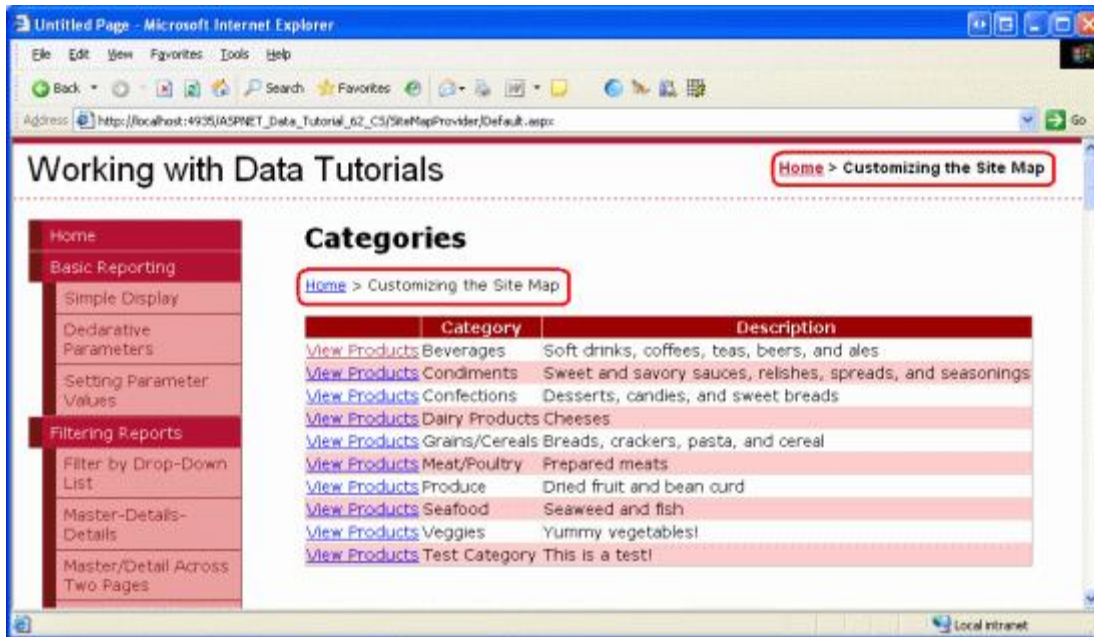 Untitled Page - Microsoft Internet Explorer
File Edit View Favorites Tools Help
Back Search Favorites
Address http://localhost:4935/ASPNET_Data_Tutorial_62_CS/SiteMapProvider/Default.aspx Go
Working with Data Tutorials
Home > Customizing the Site Map
Home
Basic Reporting
Simple Display
Declarative
Parameters
Setting Parameter
Values
Filtering Reports
Filter by Drop-Down
List
Master-Details-
Details
Master/Detail Across
Two Pages
Categories
Home > Customizing the Site Map
Category Description
View Products Beverages Soft drinks, coffees, teas, beers, and ales
View Products Condiments Sweet and savory sauces, relishes, spreads, and seasonings
View Products Confections Desserts, candies, and sweet breads
View Products Dairy Products Cheeses
View Products Grains/Cereals Breads, crackers, pasta, and cereal
View Products Meat/Poultry Prepared meats
View Products Produce Dried fruit and bean curd
View Products Seafood Seaweed and fish
View Products Veggies Yummy vegetables!
View Products Test Category This is a test!
Local intranet